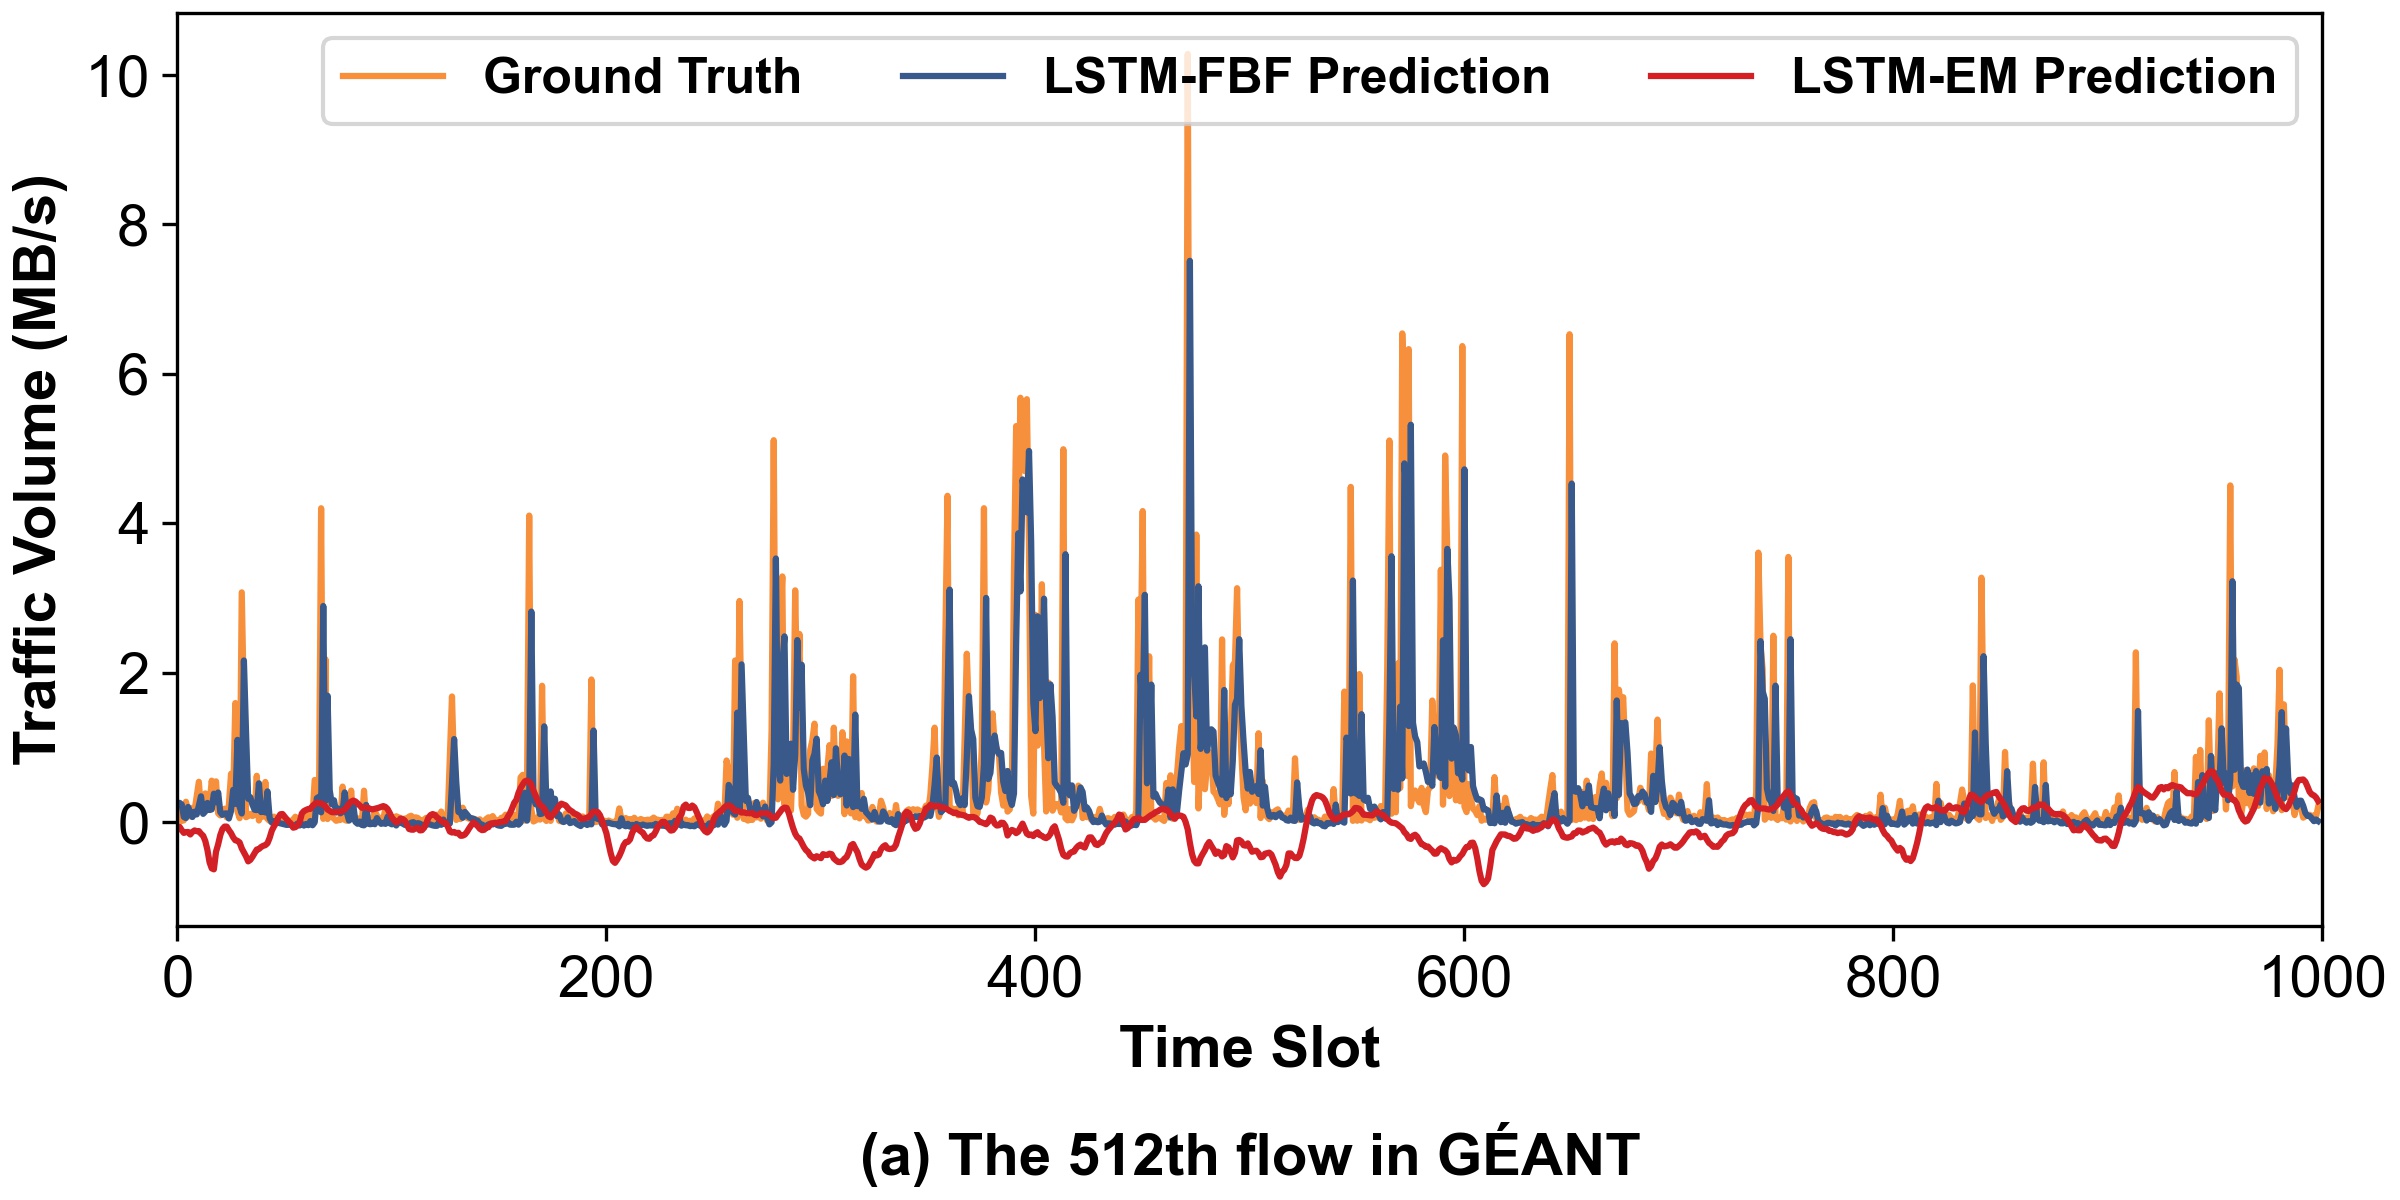 Ground Truth LSTM-FBF Prediction LSTM-EM Prediction
10
8
6
4
2
0
Traffic Volume (MB/s)
0 200 400 600 800 1000
Time Slot
(a) The 512th flow in GÉANT